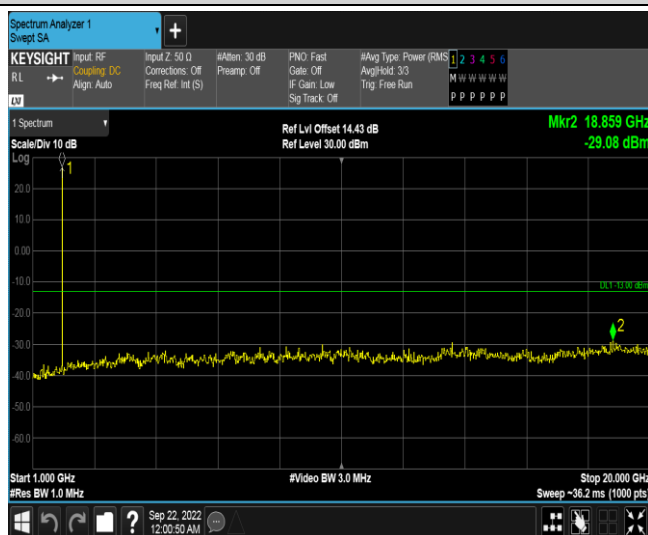 Spectrum Analyzer 1
Swept SA
+
KEYSIGHT
RL
LXI
Input: RF
Coupling: DC
Align: Auto
Input Z: 50 Ω
Corrections: Off
Freq Ref: Int (S)
#Atten: 30 dB
Preamp: Off
PNO: Fast
Gate: Off
IF Gain: Low
Sig Track: Off
#Avg Type: Power (RMS
Avg|Hold: 3/3
Trig: Free Run
1 2 3 4 5 6
M W W W W W
P P P P P P
1 Spectrum
Scale/Div 10 dB
Log
Ref Lvl Offset 14.43 dB
Ref Level 30.00 dBm
Mkr2 18.859 GHz
-29.08 dBm
1
20.0
10.0
0.00
-10.0
DL1 -13.00 dBm
2
-20.0
-30.0
-40.0
-50.0
-60.0
Start 1.000 GHz
#Video BW 3.0 MHz
Stop 20.000 GHz
#Res BW 1.0 MHz
Sweep ~36.2 ms (1000 pts)
?
Sep 22, 2022
12:00:50 AM